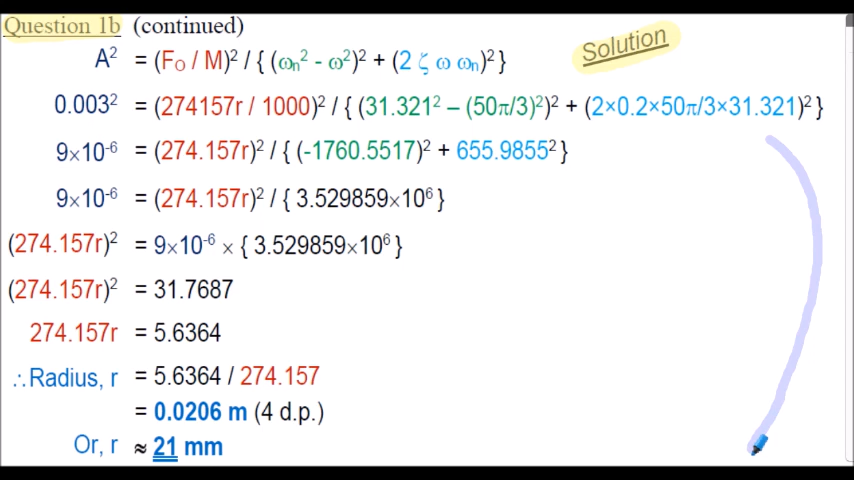 Question 1b (continued)
Solution
A² = (F₀ / M)² / { (ωₙ² - ω²)² + (2 ζ ω ωₙ)² }
0.003² = (274157r / 1000)² / { (31.321² – (50π/3)²)² + (2×0.2×50π/3×31.321)² }
9×10⁻⁶ = (274.157r)² / { (-1760.5517)² + 655.9855² }
9×10⁻⁶ = (274.157r)² / { 3.529859×10⁶ }
(274.157r)² = 9×10⁻⁶ × { 3.529859×10⁶ }
(274.157r)² = 31.7687
274.157r = 5.6364
∴Radius, r = 5.6364 / 274.157
= 0.0206 m (4 d.p.)
Or, r ≈ 21 mm